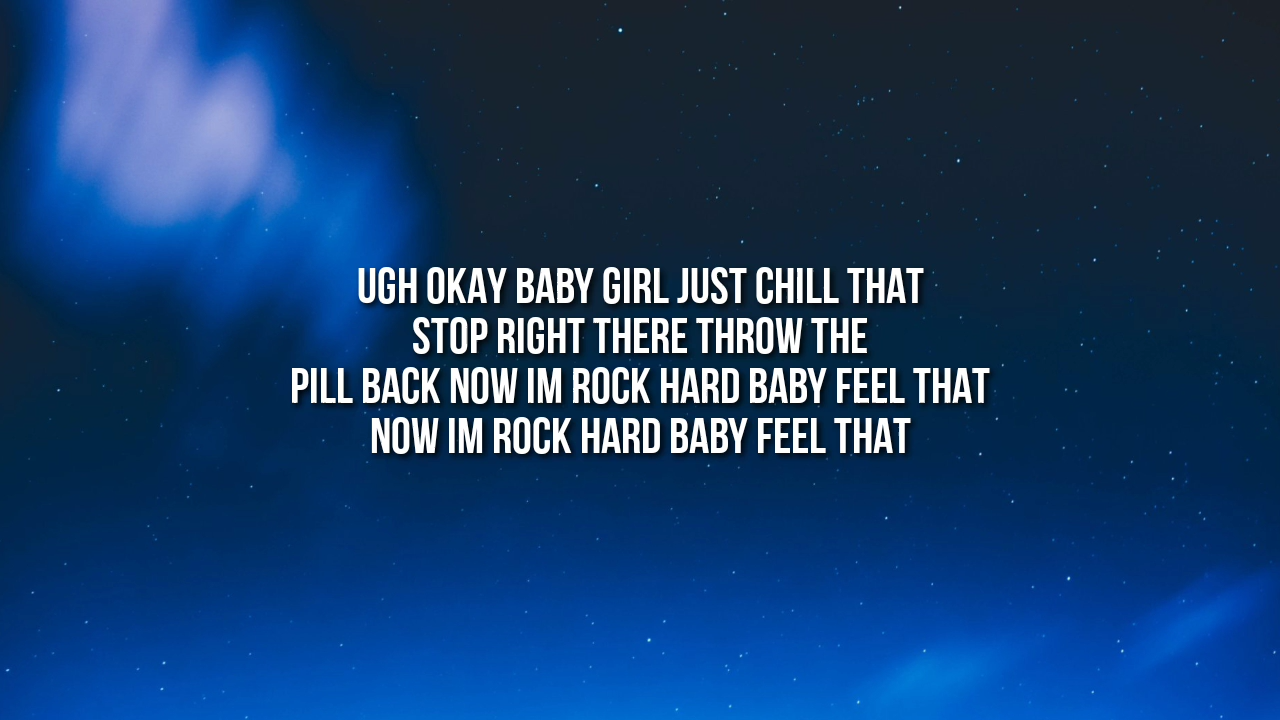 UGH OKAY BABY GIRL JUST CHILL THAT
STOP RIGHT THERE THROW THE
PILL BACK NOW IM ROCK HARD BABY FEEL THAT
NOW IM ROCK HARD BABY FEEL THAT